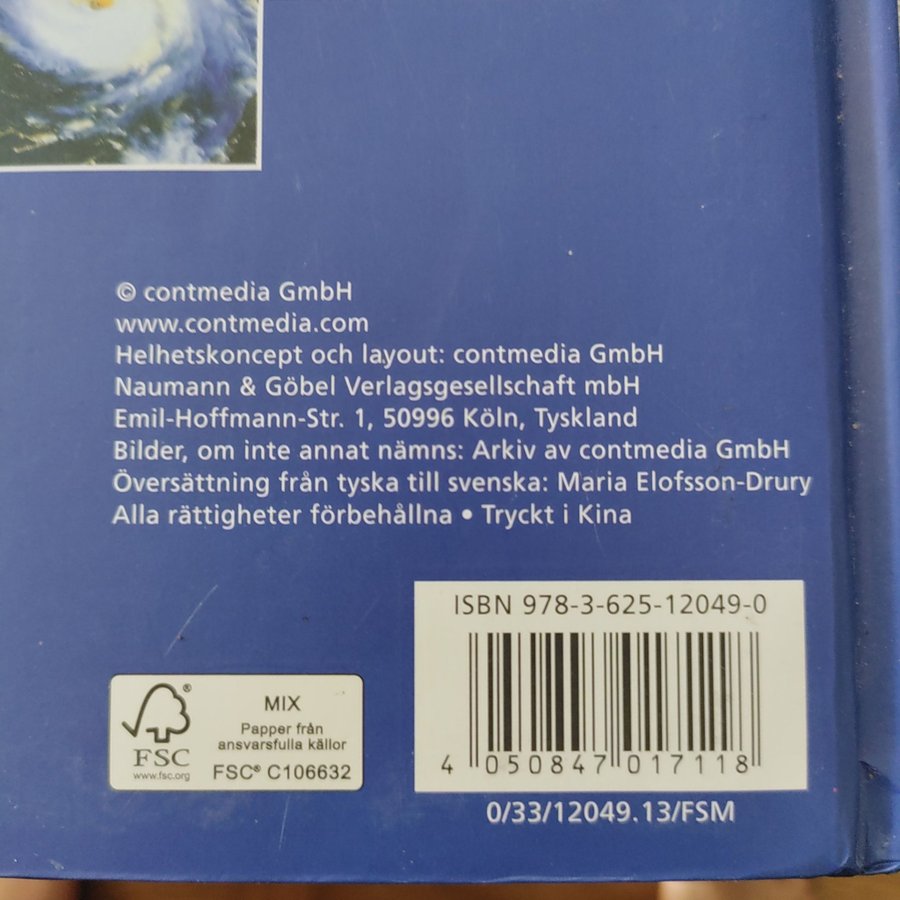 © contmedia GmbH
www.contmedia.com
Helhetskoncept och layout: contmedia GmbH
Naumann & Göbel Verlagsgesellschaft mbH
Emil-Hoffmann-Str. 1, 50996 Köln, Tyskland
Bilder, om inte annat nämns: Arkiv av contmedia GmbH
Översättning från tyska till svenska: Maria Elofsson-Drury
Alla rättigheter förbehållna • Tryckt i Kina
ISBN 978-3-625-12049-0
4 050847 017118
0/33/12049.13/FSM
®
FSC
www.fsc.org
MIX
Papper från
ansvarsfulla källor
FSC® C106632